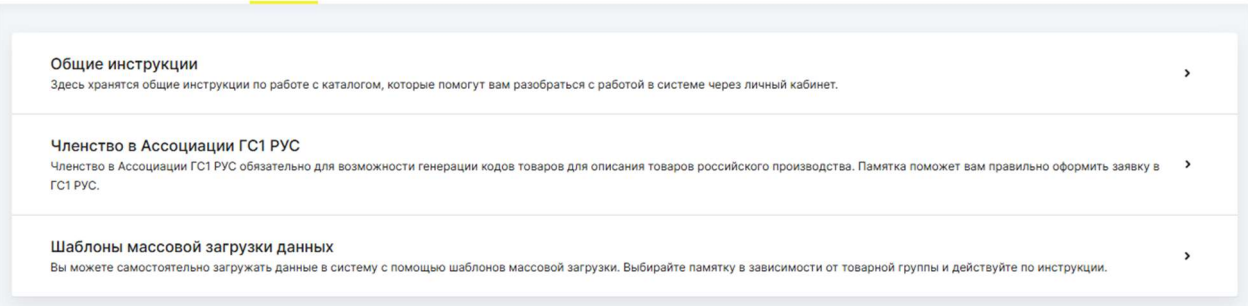 Общие инструкции
Здесь хранятся общие инструкции по работе с каталогом, которые помогут вам разобраться с работой в системе через личный кабинет.
Членство в Ассоциации ГС1 РУС
Членство в Ассоциации ГС1 РУС обязательно для возможности генерации кодов товаров для описания товаров российского производства. Памятка поможет вам правильно оформить заявку в
ГС1 РУС.
Шаблоны массовой загрузки данных
Вы можете самостоятельно загружать данные в систему с помощью шаблонов массовой загрузки. Выбирайте памятку в зависимости от товарной группы и действуйте по инструкции.